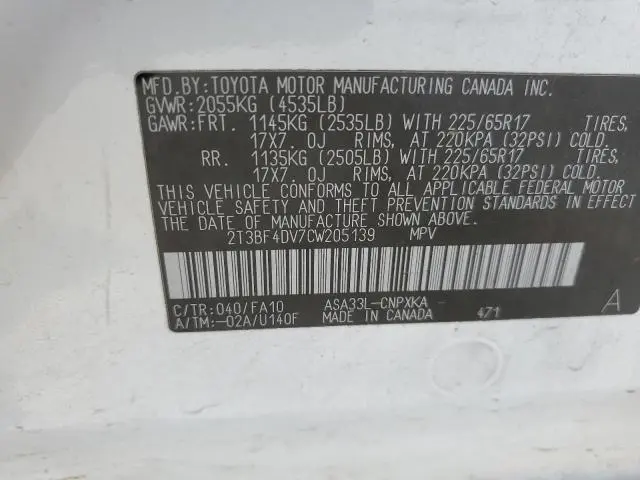 MFD.BY:TOYOTA MOTOR MANUFACTURING CANADA INC.
GVWR:2055KG (4535LB)
GAWR:FRT. 1145KG (2535LB) WITH 225/65R17 TIRES,
17X7.0J RIMS, AT 220KPA (32PSI) COLD.
RR. 1135KG (2505LB) WITH 225/65R17 TIRES,
17X7.0J RIMS, AT 220KPA (32PSI) COLD.
THIS VEHICLE CONFORMS TO ALL APPLICABLE FEDERAL MOTOR
VEHICLE SAFETY AND THEFT PREVENTION STANDARDS IN EFFECT ON
THE DATE OF MANUFACTURE SHOWN ABOVE.
2T3BF4DV7CW205139 MPV
C/TR:040/FA10 ASA33L-CNPXKA -
A/TM:-02A/U140F MADE IN CANADA 471 A